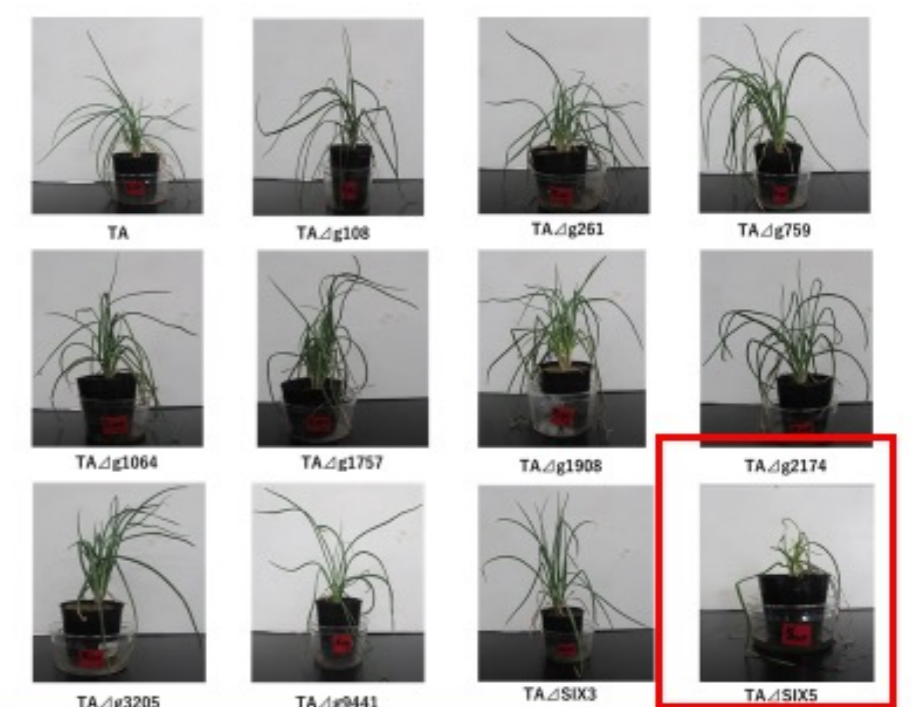 TA
TA⊿g108
TA⊿g261
TA⊿g759
TA⊿g1064
TA⊿g1757
TA⊿g1908
TA⊿g2174
TA⊿g3205
TA⊿g9441
TA⊿SIX3
TA⊿SIX5